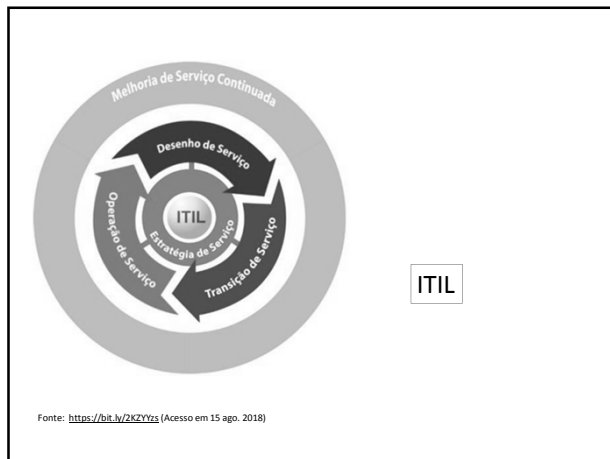 Melhoria de Serviço Continuada
Desenho de Serviço
Operação de Serviço
ITIL
Estratégia de Serviço
Transição de Serviço
ITIL
Fonte: https://bit.ly/2KZYYzs (Acesso em 15 ago. 2018)